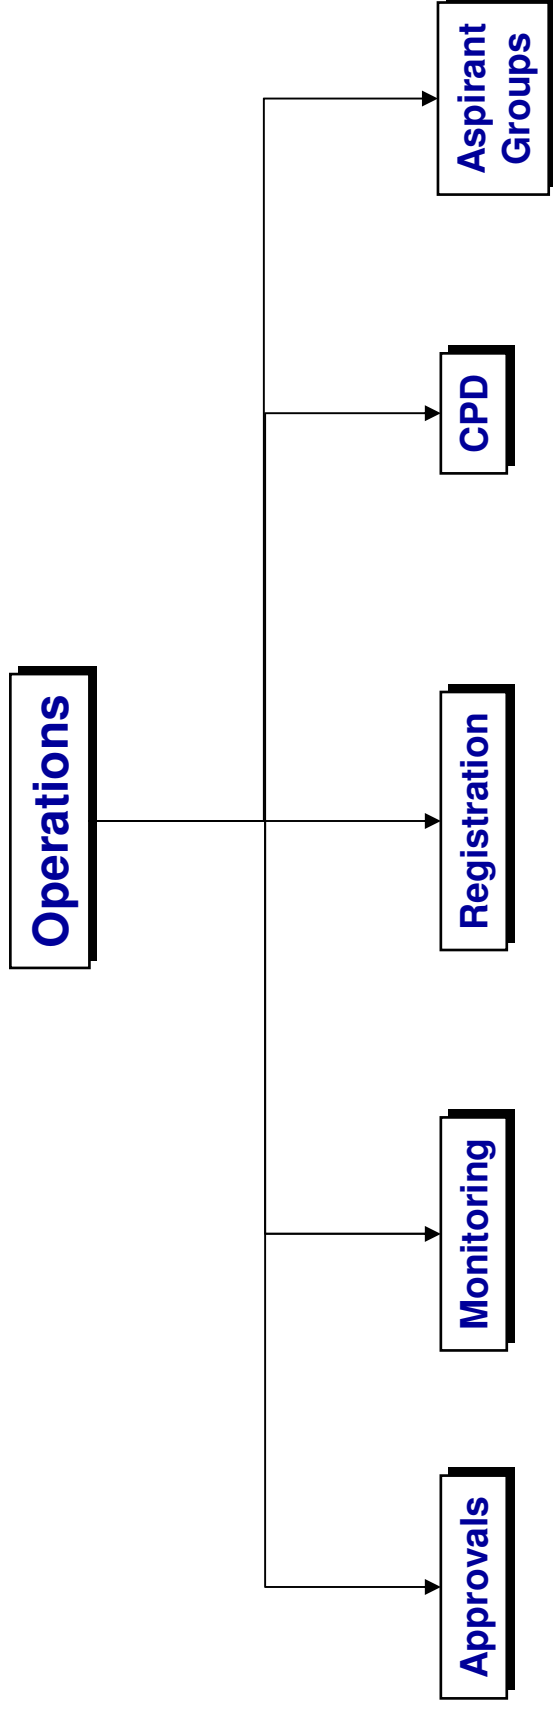 Operations
Approvals
Monitoring
Registration
CPD
Aspirant
Groups